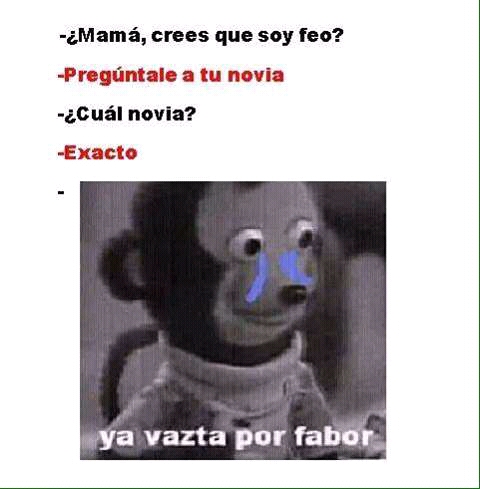 -¿Mamá, crees que soy feo?
-Pregúntale a tu novia
-¿Cuál novia?
-Exacto
-
ya vazta por fabor